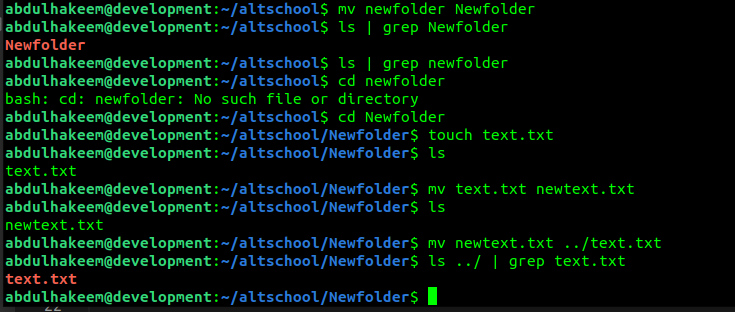 abdulhakeem@development:~/altschool$ mv newfolder Newfolder
abdulhakeem@development:~/altschool$ ls | grep Newfolder
Newfolder
abdulhakeem@development:~/altschool$ ls | grep newfolder
abdulhakeem@development:~/altschool$ cd newfolder
bash: cd: newfolder: No such file or directory
abdulhakeem@development:~/altschool$ cd Newfolder
abdulhakeem@development:~/altschool/Newfolder$ touch text.txt
abdulhakeem@development:~/altschool/Newfolder$ ls
text.txt
abdulhakeem@development:~/altschool/Newfolder$ mv text.txt newtext.txt
abdulhakeem@development:~/altschool/Newfolder$ ls
newtext.txt
abdulhakeem@development:~/altschool/Newfolder$ mv newtext.txt ../text.txt
abdulhakeem@development:~/altschool/Newfolder$ ls ../ | grep text.txt
text.txt
abdulhakeem@development:~/altschool/Newfolder$